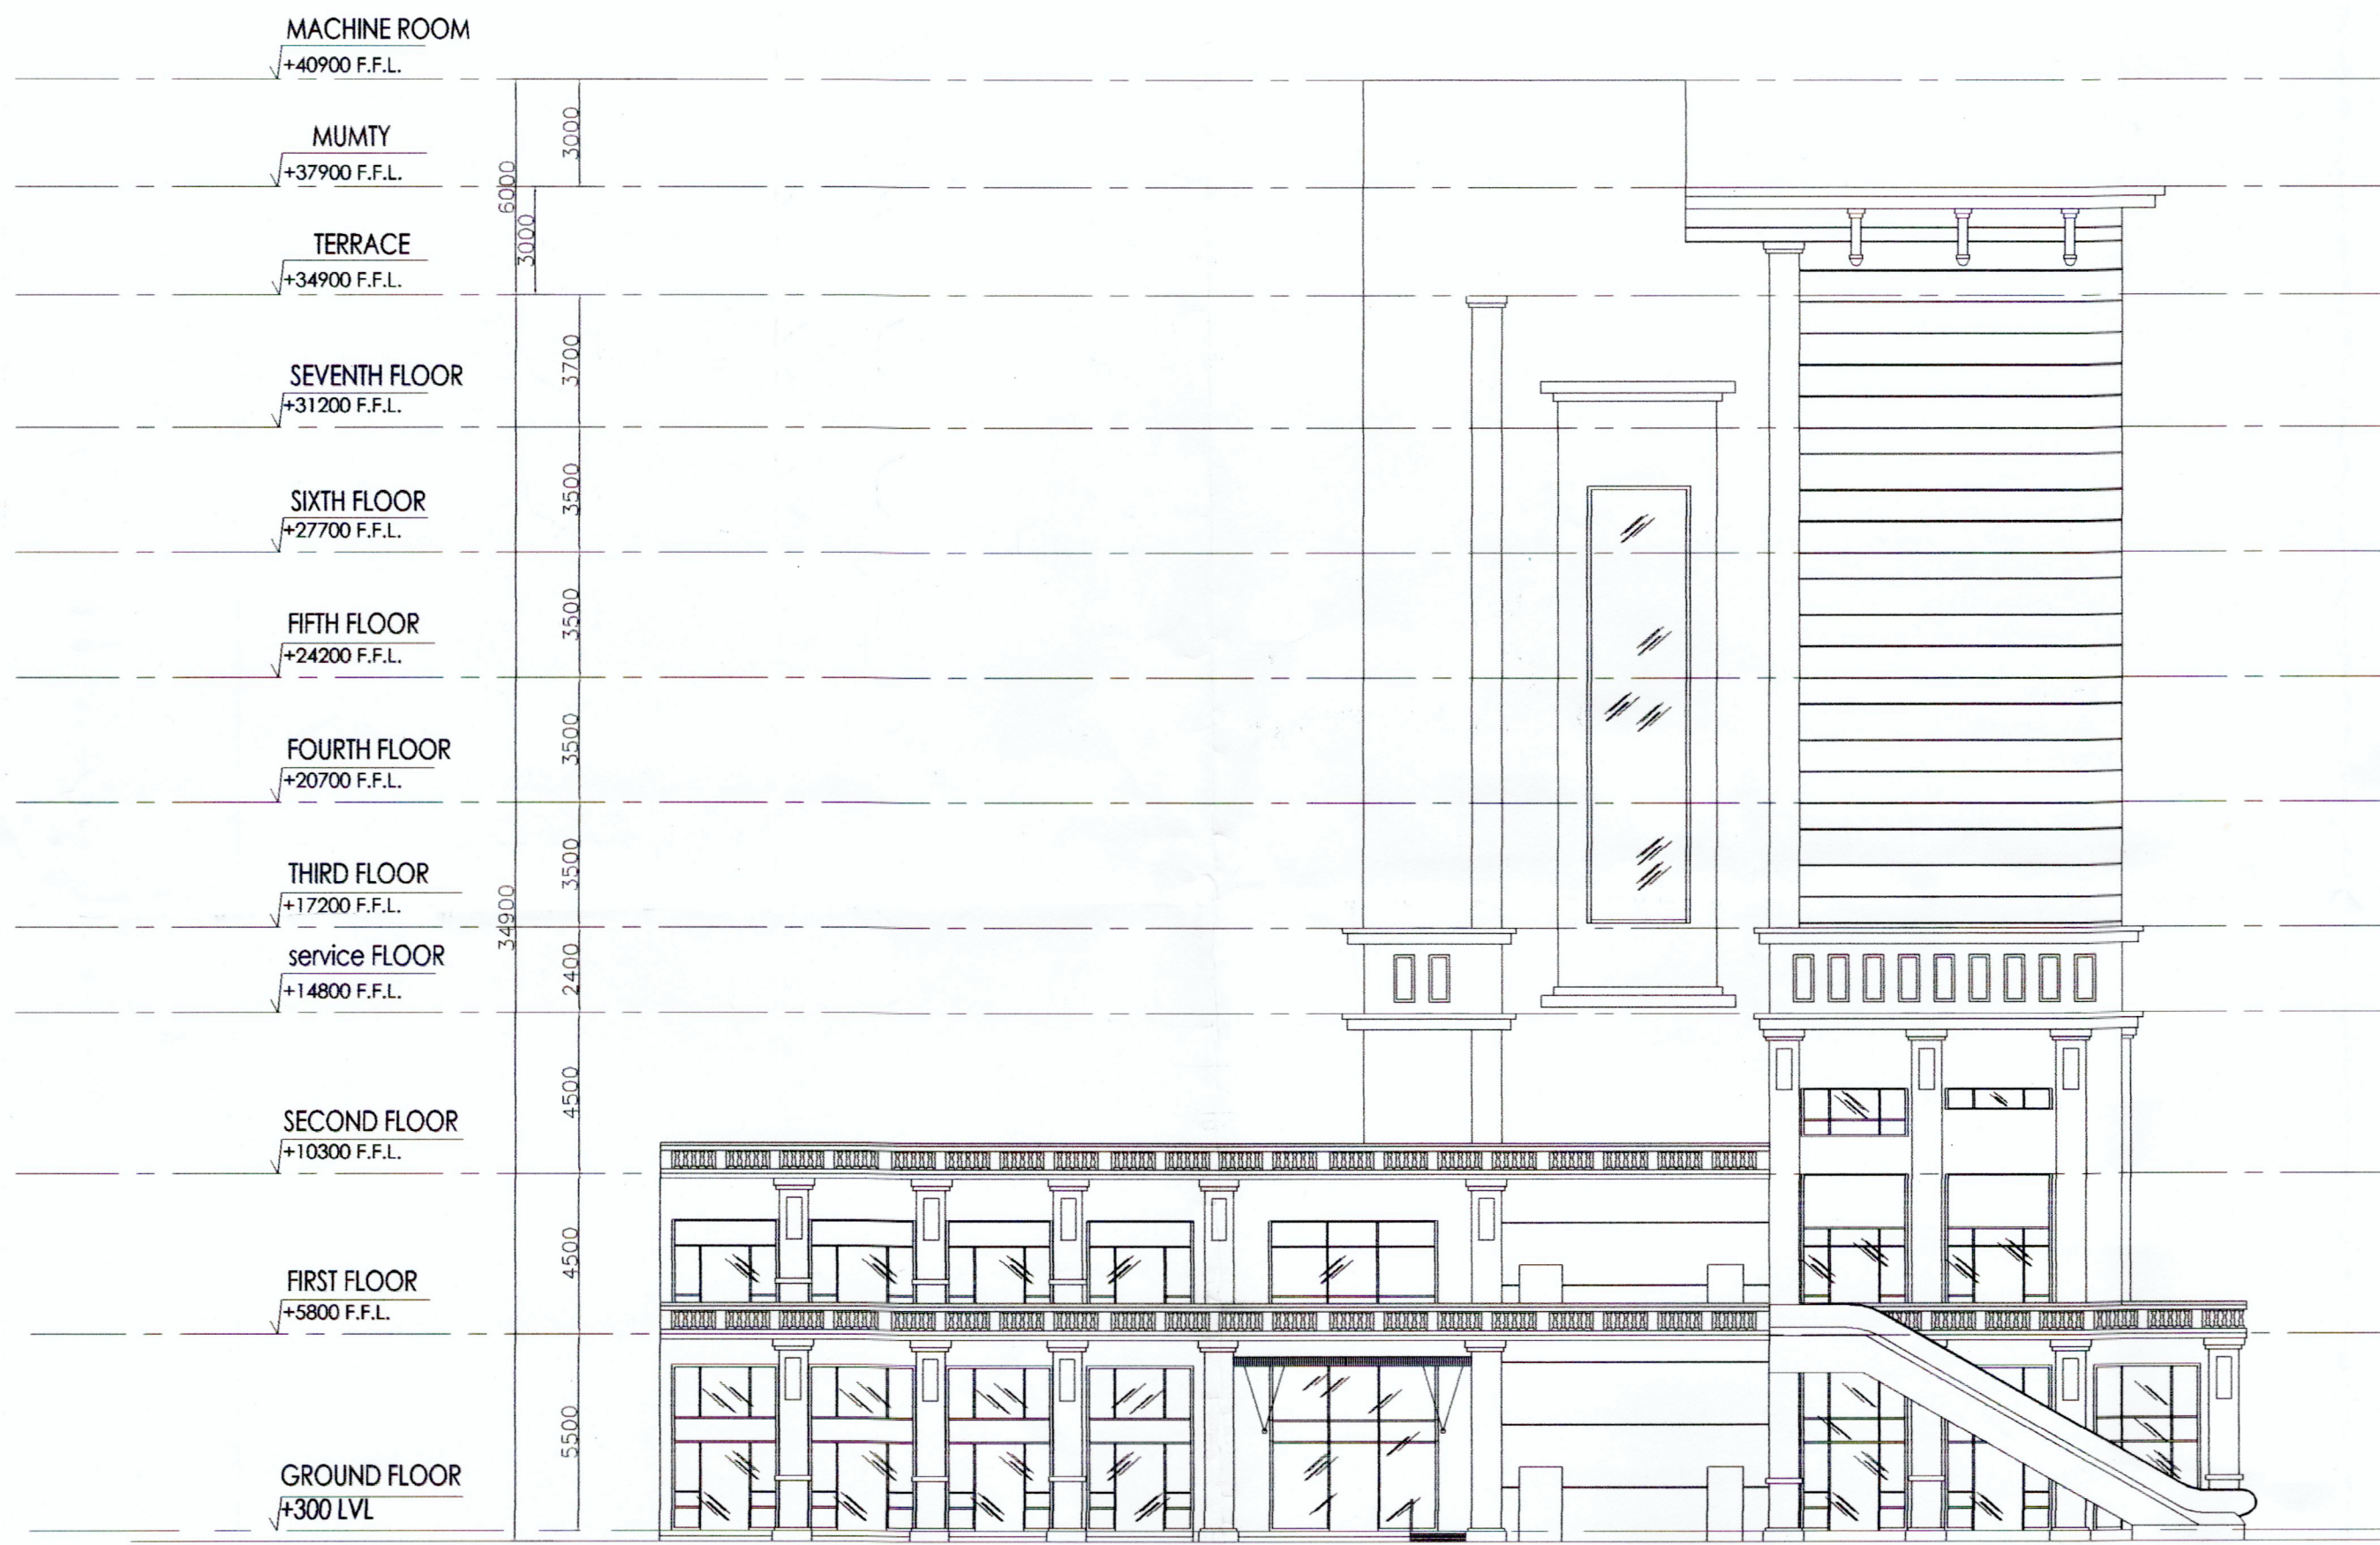 MACHINE ROOM
+40900 F.F.L.
3000
MUMTY
+37900 F.F.L.
6000
3000
TERRACE
+34900 F.F.L.
3700
SEVENTH FLOOR
+31200 F.F.L.
3500
SIXTH FLOOR
+27700 F.F.L.
3500
FIFTH FLOOR
+24200 F.F.L.
3500
FOURTH FLOOR
+20700 F.F.L.
3500
THIRD FLOOR
+17200 F.F.L.
34900
service FLOOR
2400
+14800 F.F.L.
4500
SECOND FLOOR
+10300 F.F.L.
4500
FIRST FLOOR
+5800 F.F.L.
5500
GROUND FLOOR
+300 LVL